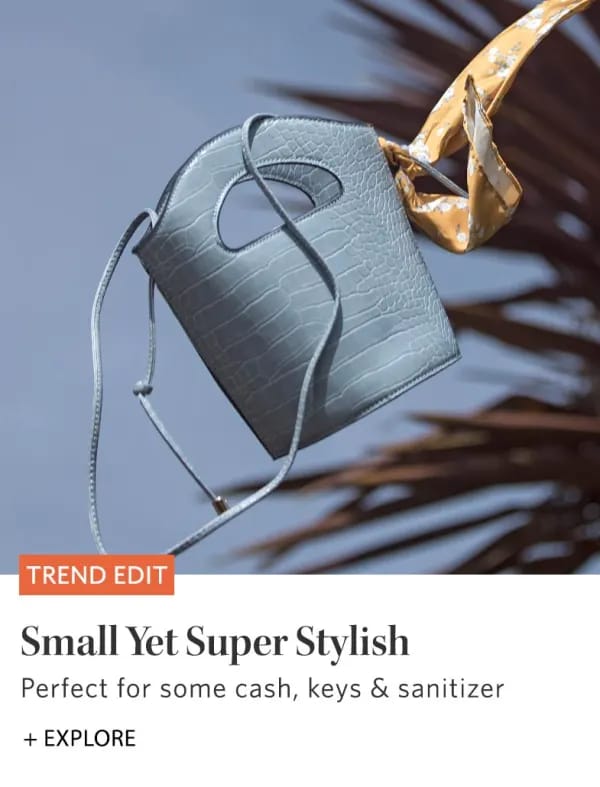 TREND EDIT
Small Yet Super Stylish
Perfect for some cash, keys & sanitizer
+ EXPLORE